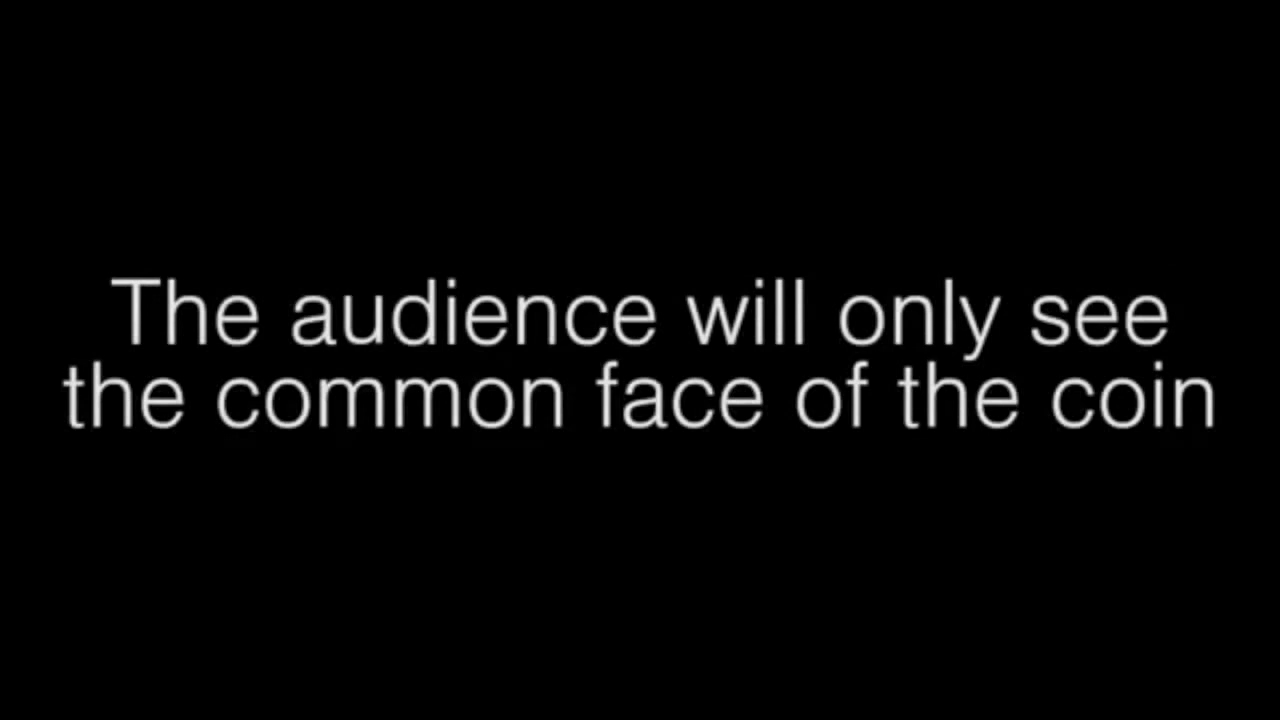 The audience will only see
the common face of the coin